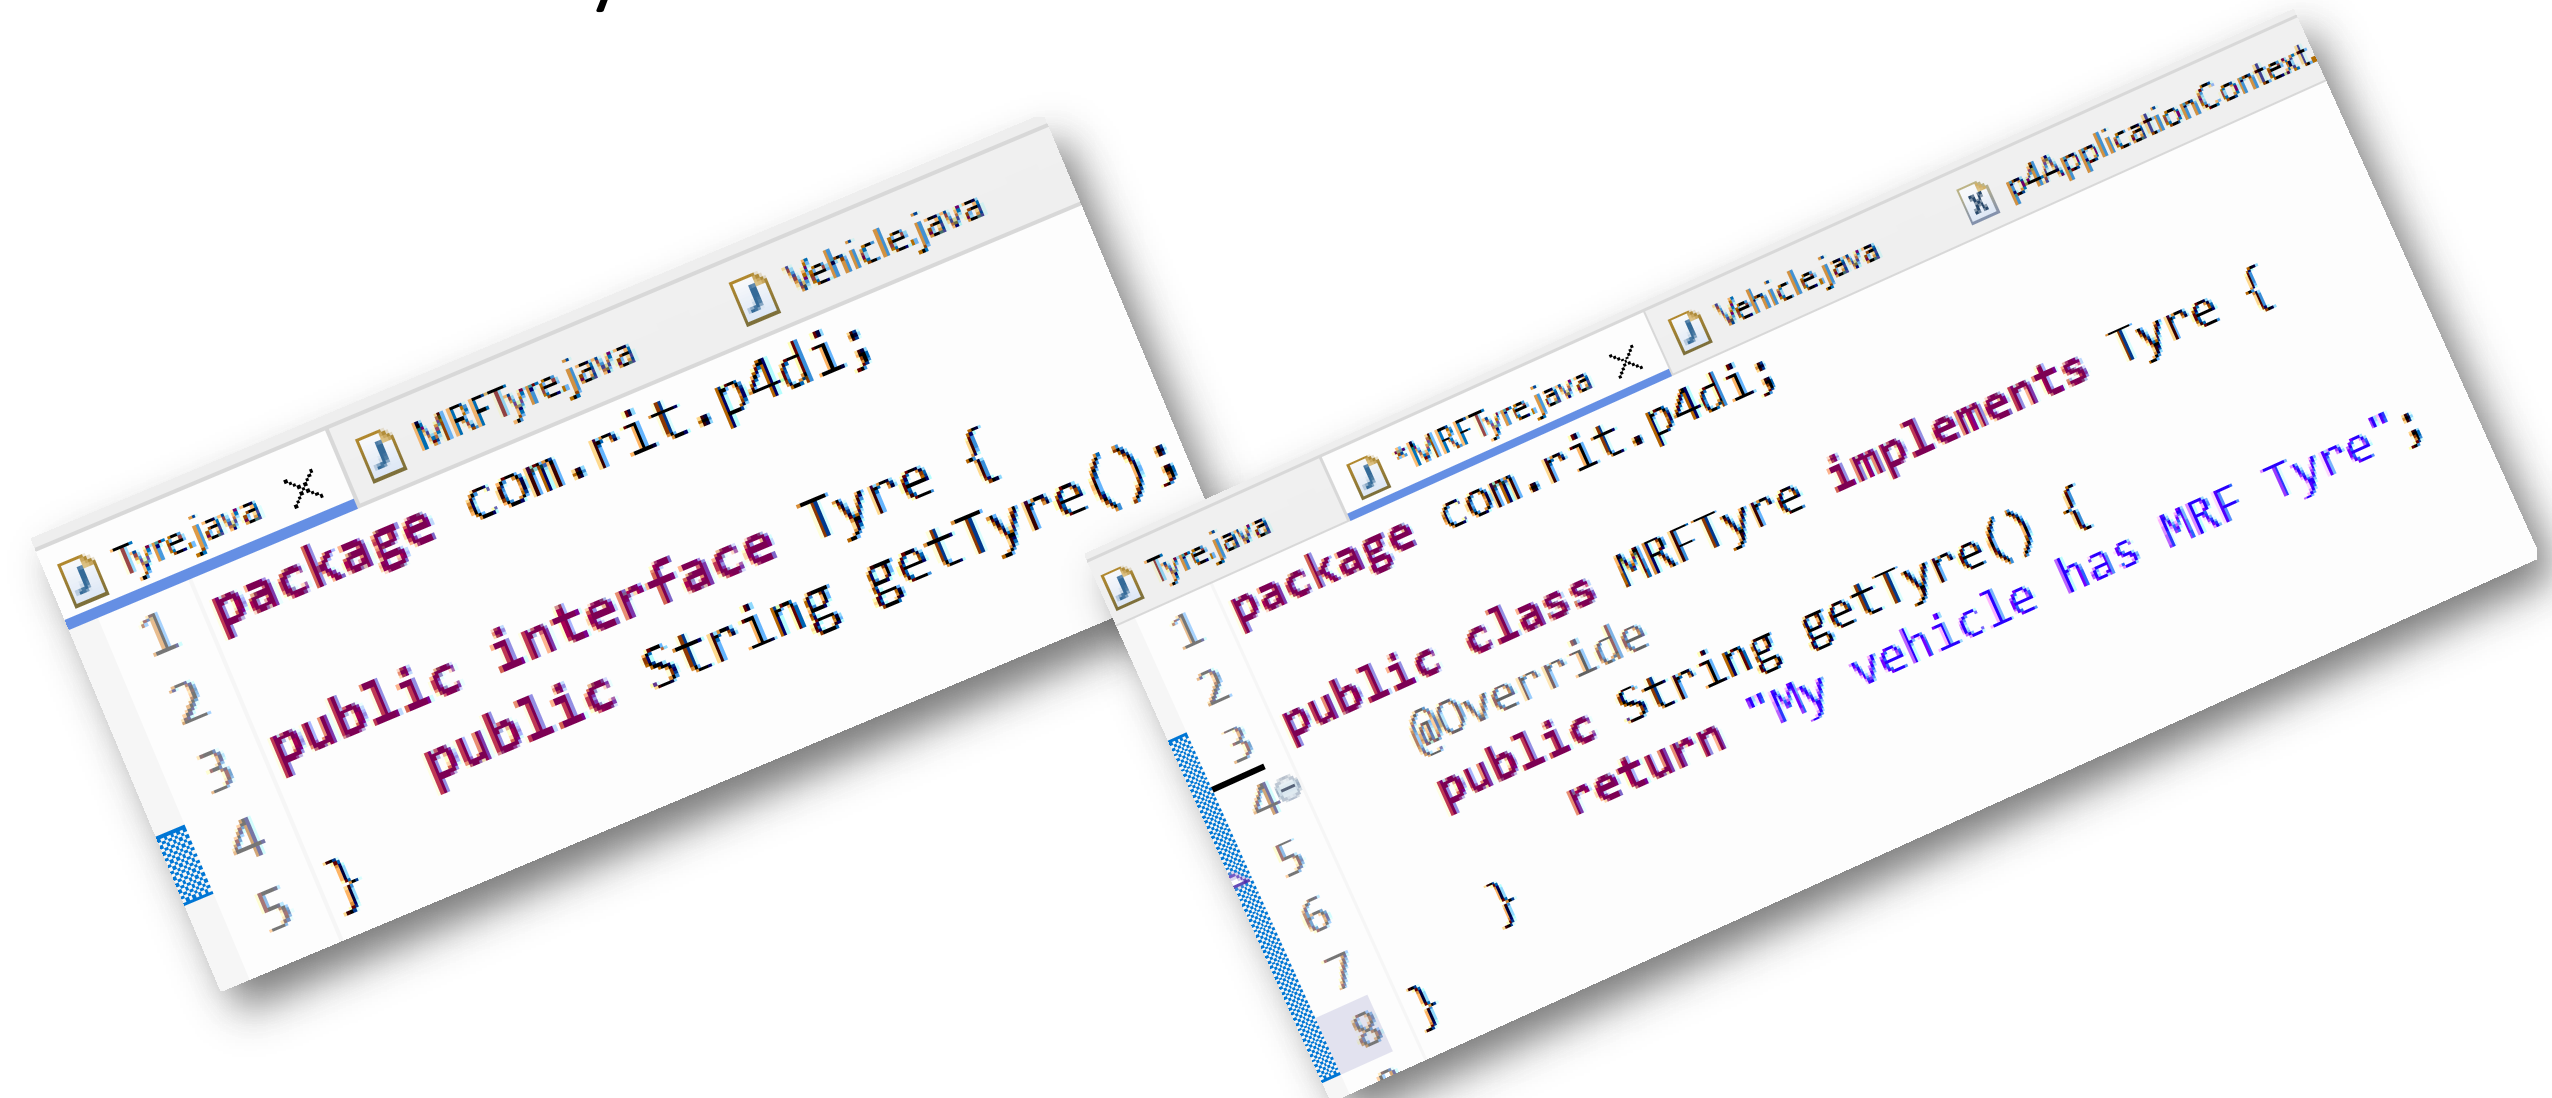 Tyre.java MRFTyre.java Vehicle.java
1 package com.rit.p4di;
2
3 public interface Tyre {
4 public String getTyre();
5 }
Tyre.java *MRFTyre.java Vehicle.java p4ApplicationContext.
1 package com.rit.p4di;
2
3 public class MRFTyre implements Tyre {
4 @Override
5 public String getTyre() {
6 return "My vehicle has MRF Tyre";
7 }
8 }